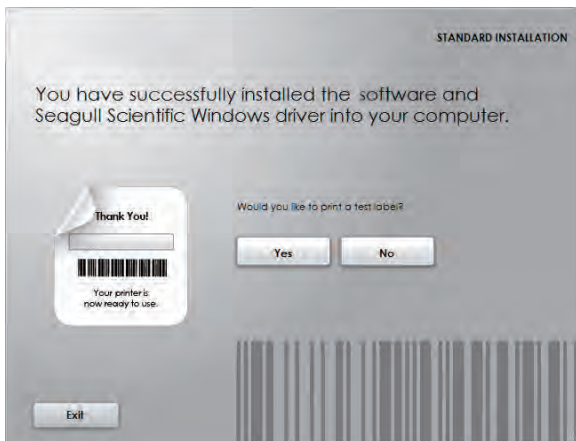 STANDARD INSTALLATION
You have successfully installed the software and
Seagull Scientific Windows driver into your computer.
Thank You!
Would you like to print a test label?
Yes
No
Your printer is
now ready to use.
Exit